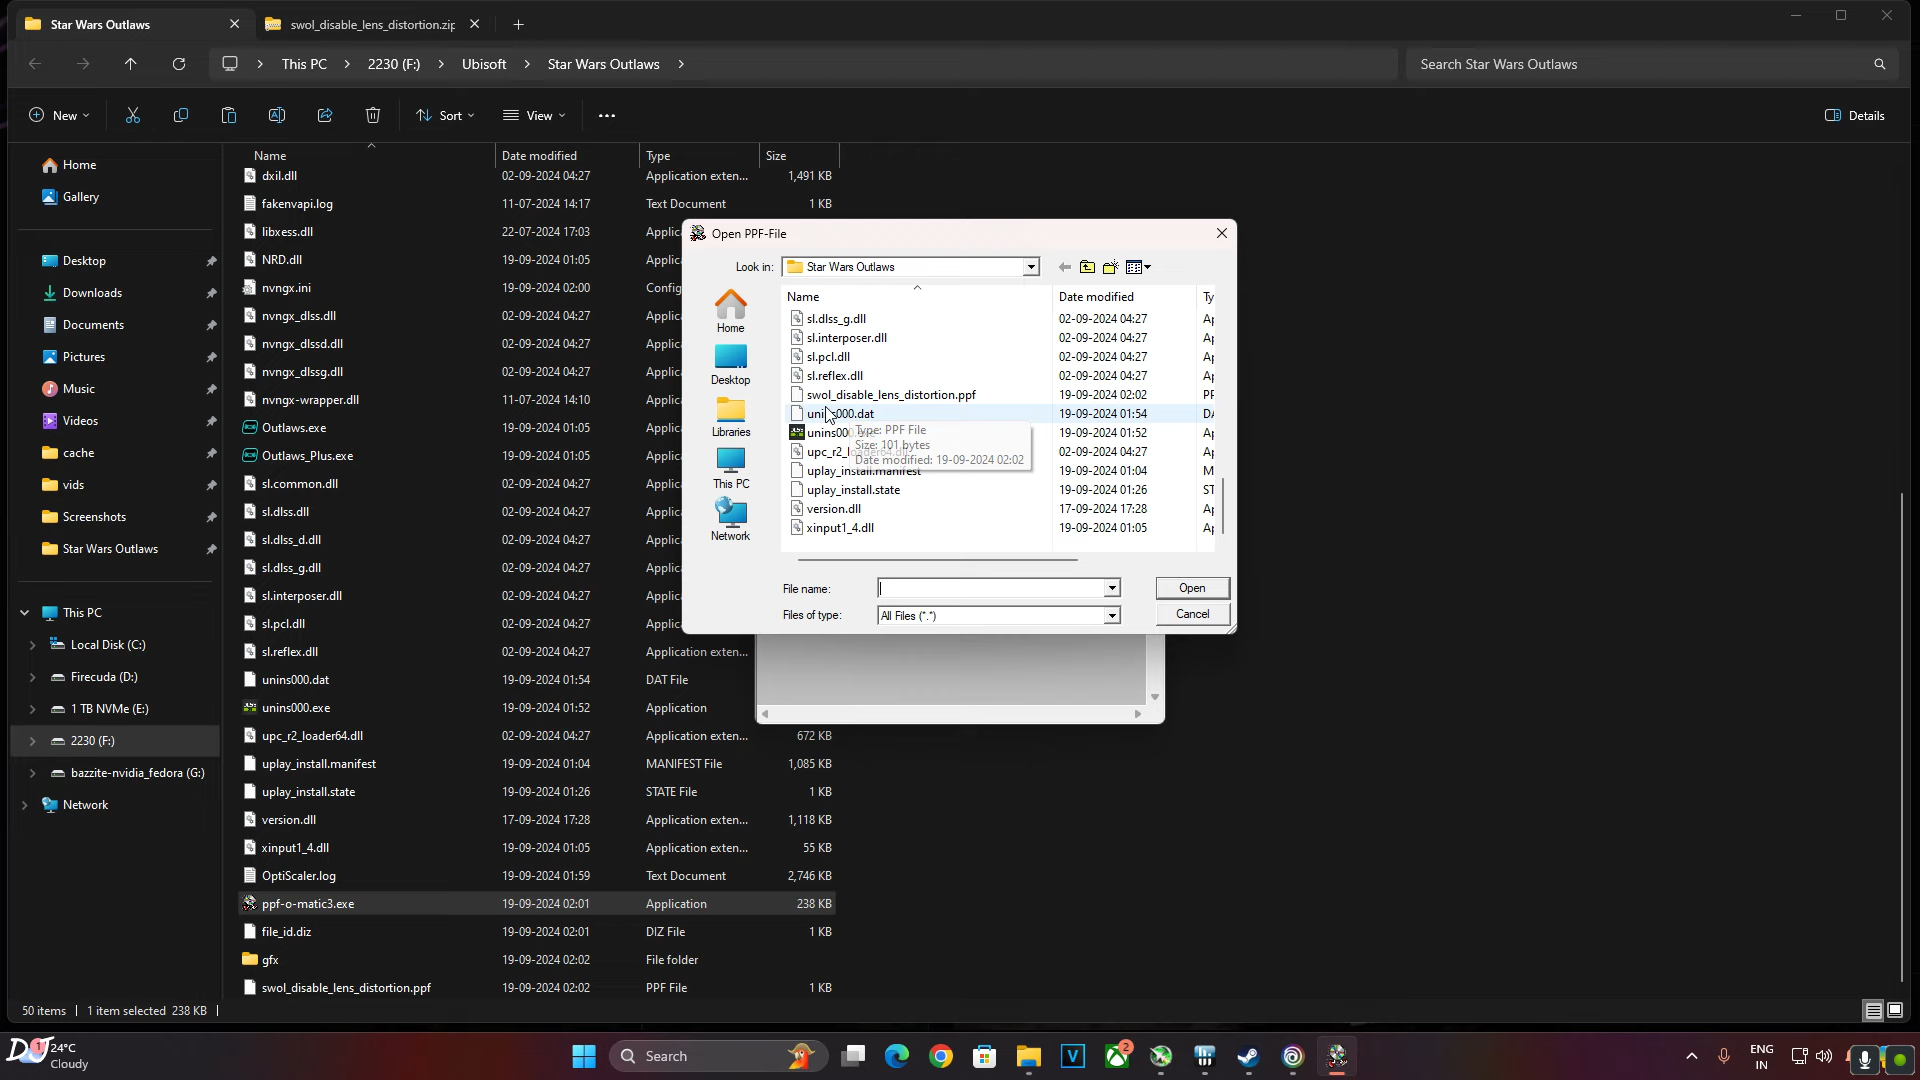 Star Wars Outlaws
swol_disable_lens_distortion.zip
This PC
2230 (F:)
Ubisoft
Star Wars Outlaws
Search Star Wars Outlaws
New
Sort
View
Details
Name Date modified Type Size
dxil.dll 02-09-2024 04:27 Application exten... 1,491 KB
fakenvapi.log 11-07-2024 14:17 Text Document 1 KB
libxess.dll 22-07-2024 17:03 Applic
NRD.dll 19-09-2024 01:05 Applic
nvngx.ini 19-09-2024 02:00 Config
nvngx_dlss.dll 02-09-2024 04:27 Applic
nvngx_dlssd.dll 02-09-2024 04:27 Applic
nvngx_dlssg.dll 02-09-2024 04:27 Applic
nvngx-wrapper.dll 11-07-2024 14:10 Applic
Outlaws.exe 19-09-2024 01:05 Applic
Outlaws_Plus.exe 19-09-2024 01:05 Applic
sl.common.dll 02-09-2024 04:27 Applic
sl.dlss.dll 02-09-2024 04:27 Applic
sl.dlss_d.dll 02-09-2024 04:27 Applic
sl.dlss_g.dll 02-09-2024 04:27 Applic
sl.interposer.dll 02-09-2024 04:27 Applic
sl.pcl.dll 02-09-2024 04:27 Applic
sl.reflex.dll 02-09-2024 04:27 Application exten...
unins000.dat 19-09-2024 01:54 DAT File
unins000.exe 19-09-2024 01:52 Application
upc_r2_loader64.dll 02-09-2024 04:27 Application exten... 672 KB
uplay_install.manifest 19-09-2024 01:04 MANIFEST File 1,085 KB
uplay_install.state 19-09-2024 01:26 STATE File 1 KB
version.dll 17-09-2024 17:28 Application exten... 1,118 KB
xinput1_4.dll 19-09-2024 01:05 Application exten... 55 KB
OptiScaler.log 19-09-2024 01:59 Text Document 2,746 KB
ppf-o-matic3.exe 19-09-2024 02:01 Application 238 KB
file_id.diz 19-09-2024 02:01 DIZ File 1 KB
gfx 19-09-2024 02:02 File folder
swol_disable_lens_distortion.ppf 19-09-2024 02:02 PPF File 1 KB
Home
Gallery
Desktop
Downloads
Documents
Pictures
Music
Videos
cache
vids
Screenshots
Star Wars Outlaws
This PC
Local Disk (C:)
Firecuda (D:)
1 TB NVMe (E:)
2230 (F:)
bazzite-nvidia_fedora (G:)
Network
50 items
1 item selected 238 KB
Open PPF-File
Look in: Star Wars Outlaws
Home
Desktop
Libraries
This PC
Network
Name Date modified Ty
sl.dlss_g.dll 02-09-2024 04:27 Ap
sl.interposer.dll 02-09-2024 04:27 Ap
sl.pcl.dll 02-09-2024 04:27 Ap
sl.reflex.dll 02-09-2024 04:27 Ap
swol_disable_lens_distortion.ppf 19-09-2024 02:02 PF
unins000.dat 19-09-2024 01:54 DA
unins000 19-09-2024 01:52 Ap
upc_r2_loader64.dll 02-09-2024 04:27 Ap
uplay_install.manifest 19-09-2024 01:04 M
uplay_install.state 19-09-2024 01:26 ST
version.dll 17-09-2024 17:28 Ap
xinput1_4.dll 19-09-2024 01:05 Ap
Type: PPF File
Size: 101 bytes
Date modified: 19-09-2024 02:02
File name:
Open
Files of type: All Files (*.*)
Cancel
DJ
1
24°C
Cloudy
Search
V
2
ENG
IN